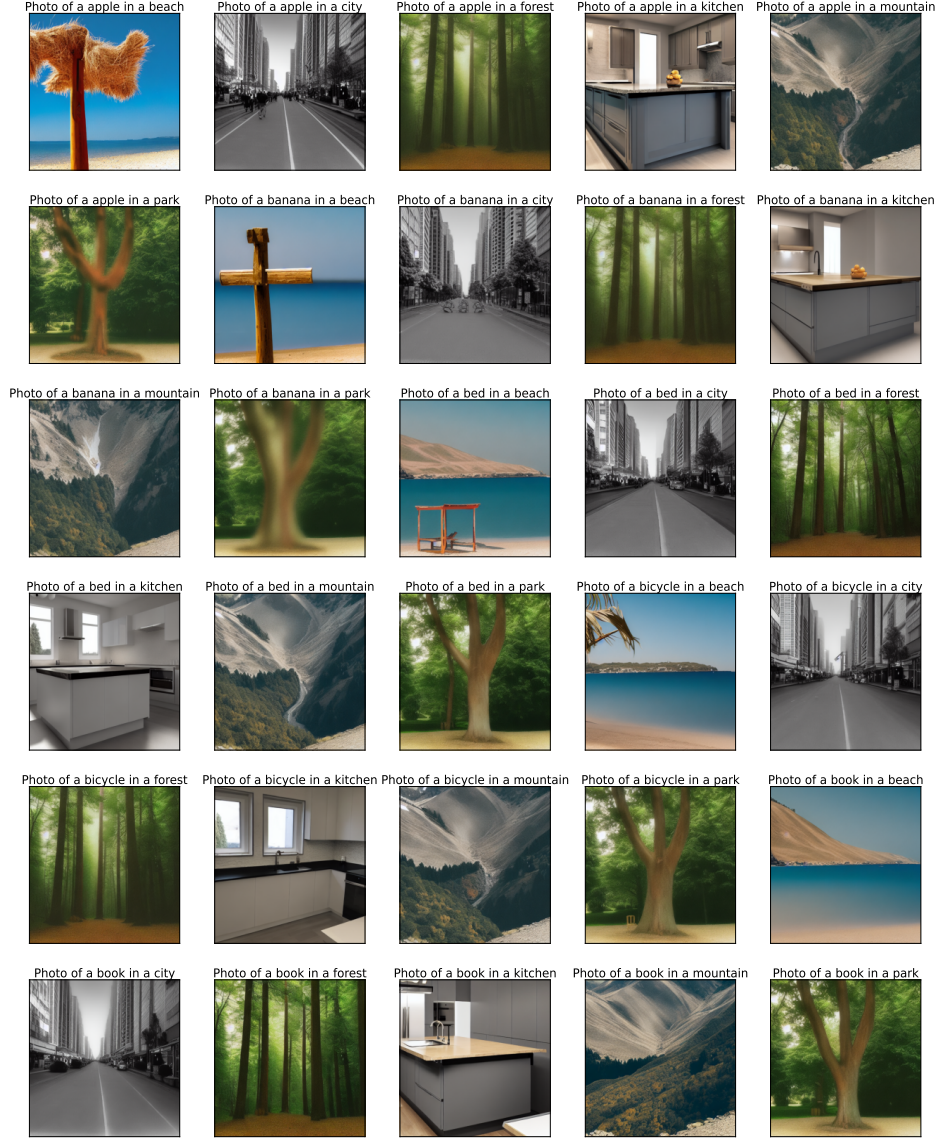 Photo of a apple in a beach
Photo of a apple in a city
Photo of a apple in a forest
Photo of a apple in a kitchen
Photo of a apple in a mountain
Photo of a apple in a park
Photo of a banana in a beach
Photo of a banana in a city
Photo of a banana in a forest
Photo of a banana in a kitchen
Photo of a banana in a mountain
Photo of a banana in a park
Photo of a bed in a beach
Photo of a bed in a city
Photo of a bed in a forest
Photo of a bed in a kitchen
Photo of a bed in a mountain
Photo of a bed in a park
Photo of a bicycle in a beach
Photo of a bicycle in a city
Photo of a bicycle in a forest
Photo of a bicycle in a kitchen
Photo of a bicycle in a mountain
Photo of a bicycle in a park
Photo of a book in a beach
Photo of a book in a city
Photo of a book in a forest
Photo of a book in a kitchen
Photo of a book in a mountain
Photo of a book in a park